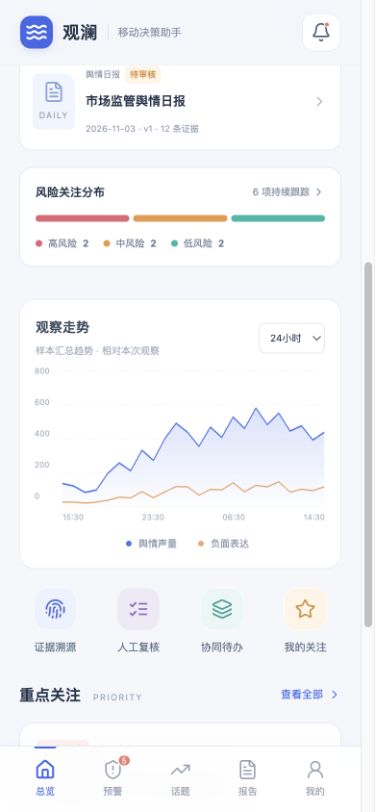 观澜
移动决策助手
舆情日报 待审核
市场监管舆情日报
DAILY
2026-11-03 · v1 · 12 条证据
风险关注分布
6 项持续跟踪
高风险 2 中风险 2 低风险 2
观察走势
样本汇总趋势 · 相对本次观察
24小时
800
600
400
200
0
15:30 23:30 06:30 14:30
舆情声量 负面表达
证据溯源 人工复核 协同待办 我的关注
重点关注 PRIORITY
查看全部
5
总览 预警 话题 报告 我的